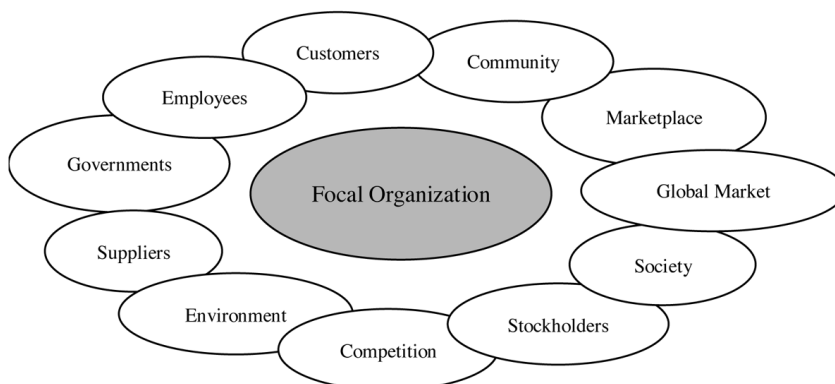 Customers
Community
Employees
Marketplace
Governments
Focal Organization
Global Market
Suppliers
Society
Environment
Stockholders
Competition